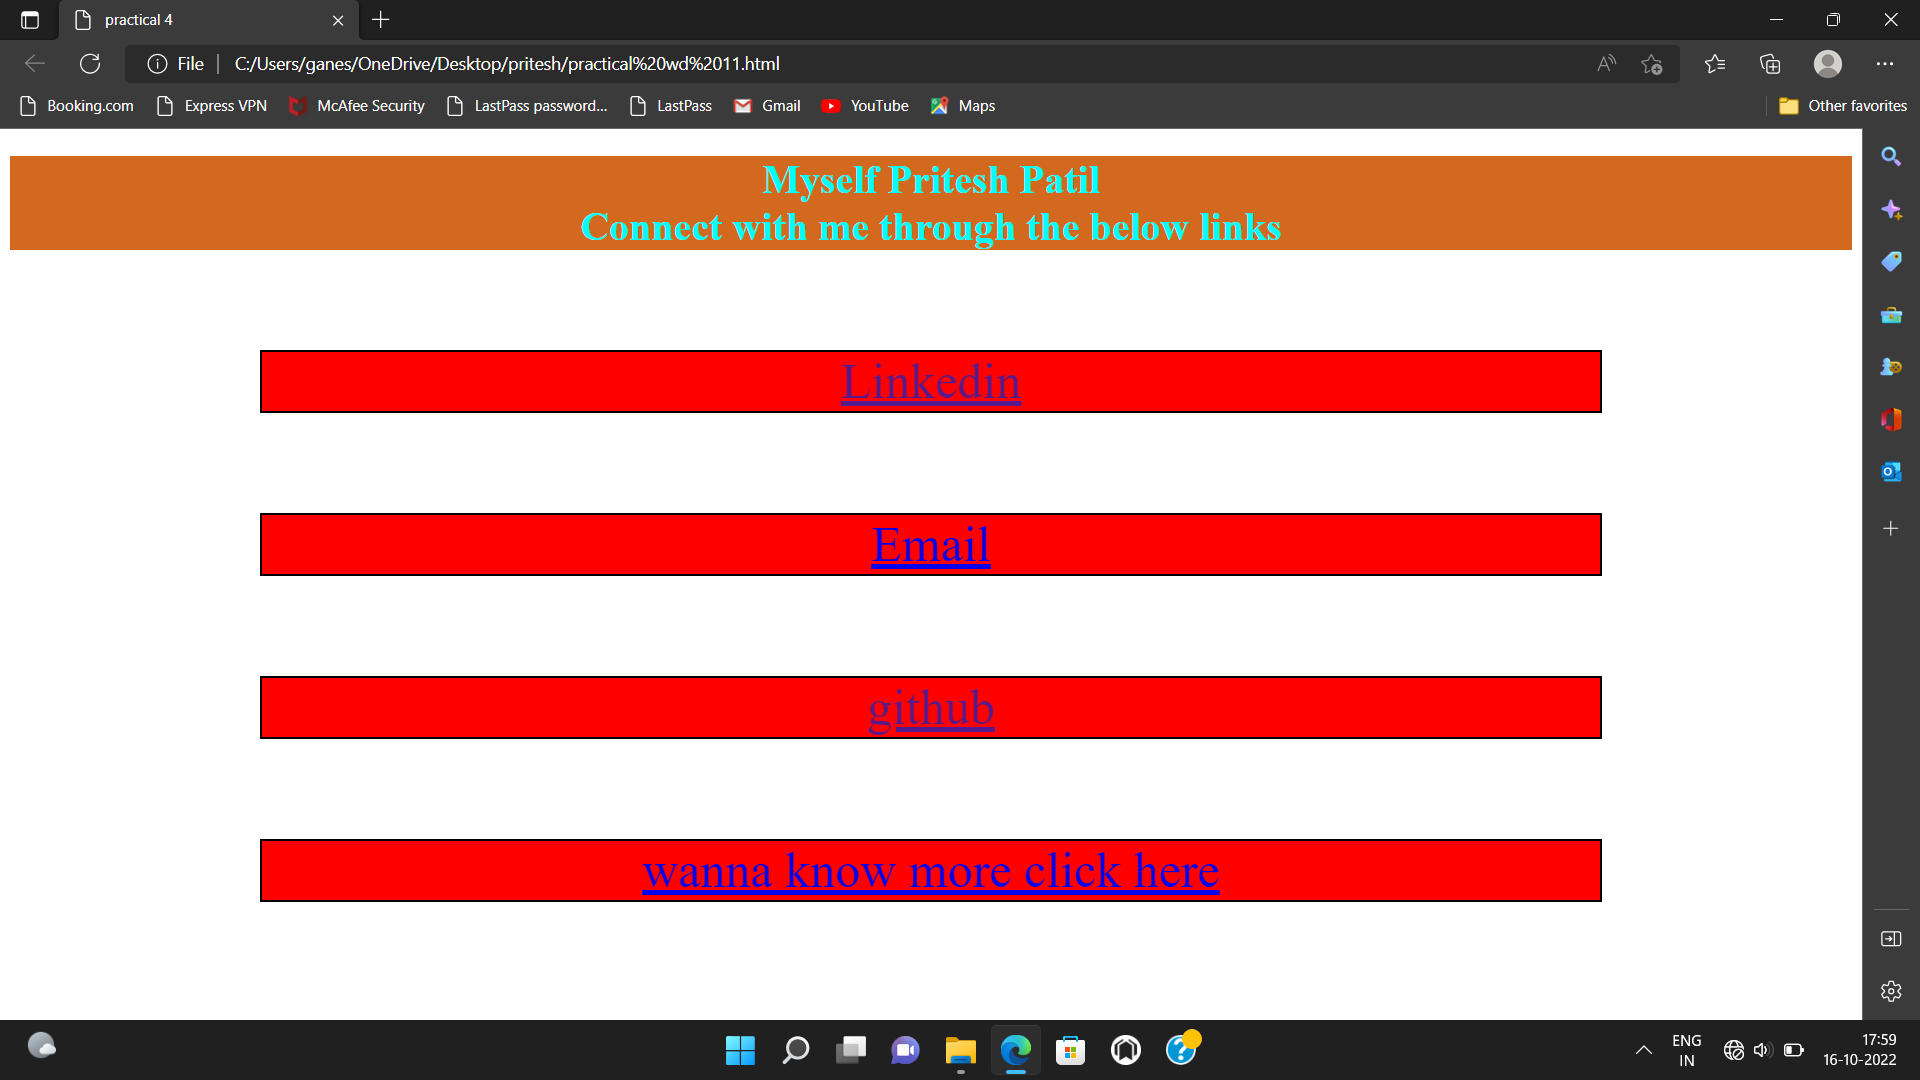 practical 4
File
C:/Users/ganes/OneDrive/Desktop/pritesh/practical%20wd%2011.html
Booking.com Express VPN McAfee Security LastPass password... LastPass Gmail YouTube Maps Other favorites
Myself Pritesh Patil
Connect with me through the below links
Linkedin
Email
github
wanna know more click here
ENG
IN
17:59
16-10-2022